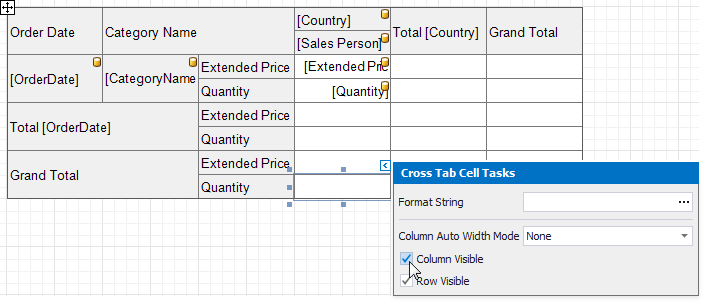 Order Date
Category Name
[Country]
[Sales Person]
Total [Country]
Grand Total
[OrderDate]
[CategoryName
Extended Price
[Extended Pric
Quantity
[Quantity]
Total [OrderDate]
Extended Price
Quantity
Grand Total
Extended Price
Quantity
Cross Tab Cell Tasks
Format String
Column Auto Width Mode
None
Column Visible
Row Visible